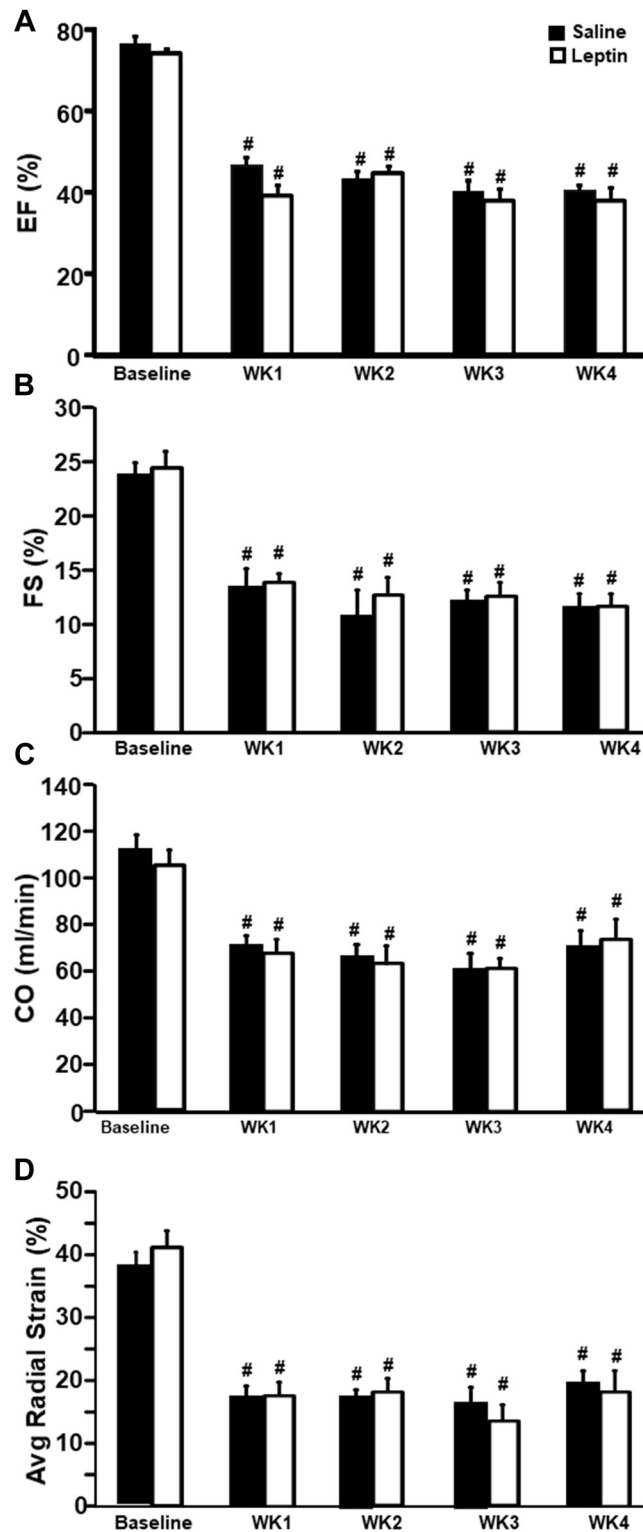 A
Saline
Leptin
EF (%)
80
60
40
20
0
# # # # # # # #
Baseline WK1 WK2 WK3 WK4
B
FS (%)
30
25
20
15
10
5
0
# # # # # # # #
Baseline WK1 WK2 WK3 WK4
C
CO (ml/min)
140
120
100
80
60
40
20
0
# # # # # # # #
Baseline WK1 WK2 WK3 WK4
D
Avg Radial Strain (%)
50
40
30
20
10
0
# # # # # # # #
Baseline WK1 WK2 WK3 WK4